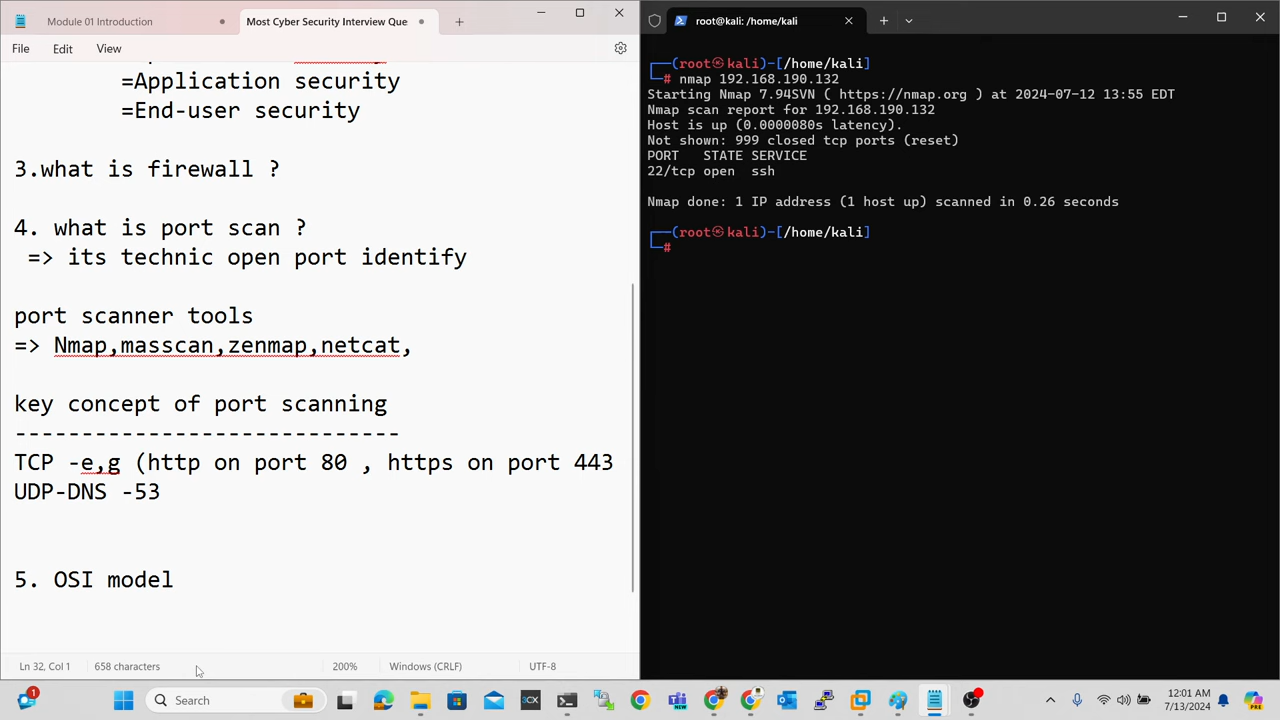 Module 01 Introduction
Most Cyber Security Interview Que
File Edit View
=Application security
=End-user security
3.what is firewall ?
4. what is port scan ?
=> its technic open port identify
port scanner tools
=> Nmap,masscan,zenmap,netcat,
key concept of port scanning
-----------------------------
TCP -e,g (http on port 80 , https on port 443
UDP-DNS -53
5. OSI model
Ln 32, Col 1 658 characters 200% Windows (CRLF) UTF-8
root@kali: /home/kali
┌──(root㉿kali)-[/home/kali]
└─# nmap 192.168.190.132
Starting Nmap 7.94SVN ( https://nmap.org ) at 2024-07-12 13:55 EDT
Nmap scan report for 192.168.190.132
Host is up (0.0000080s latency).
Not shown: 999 closed tcp ports (reset)
PORT   STATE SERVICE
22/tcp open  ssh
Nmap done: 1 IP address (1 host up) scanned in 0.26 seconds
┌──(root㉿kali)-[/home/kali]
└─#
1
Search
NEW
12:01 AM
7/13/2024
PRE